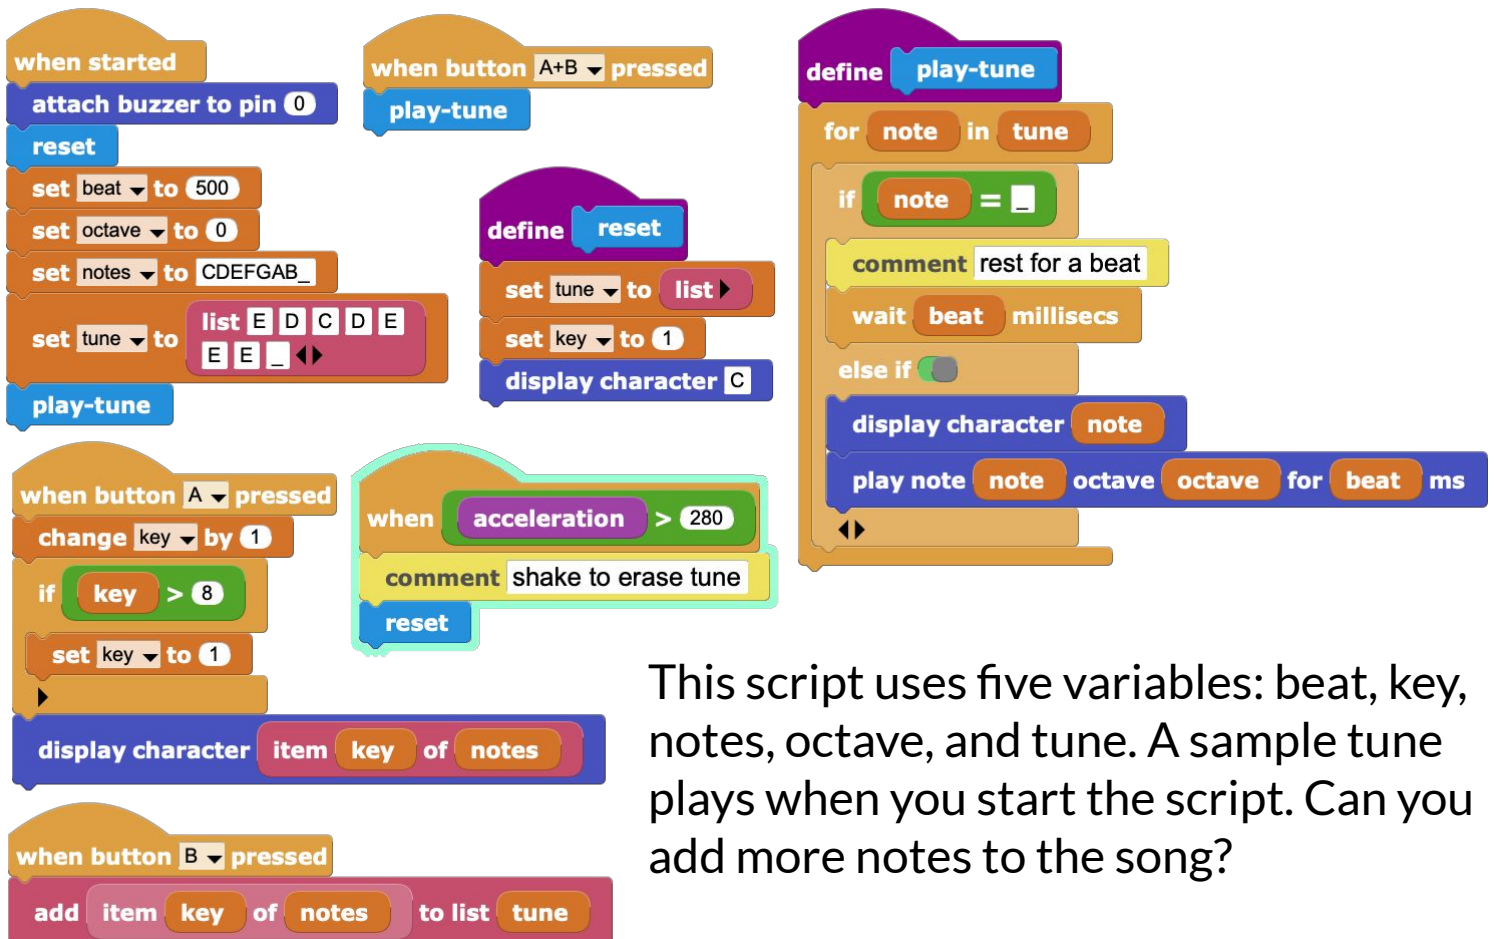 when started
attach buzzer to pin 0
reset
set beat to 500
set octave to 0
set notes to CDEFGAB_
set tune to list E D C D E
E E _
play-tune
when button A+B pressed
play-tune
define reset
set tune to list
set key to 1
display character C
define play-tune
for note in tune
if note = _
comment rest for a beat
wait beat millisecs
else if
display character note
play note note octave octave for beat ms
when button A pressed
change key by 1
if key > 8
set key to 1
display character item key of notes
when acceleration > 280
comment shake to erase tune
reset
when button B pressed
add item key of notes to list tune
This script uses five variables: beat, key,
notes, octave, and tune. A sample tune
plays when you start the script. Can you
add more notes to the song?